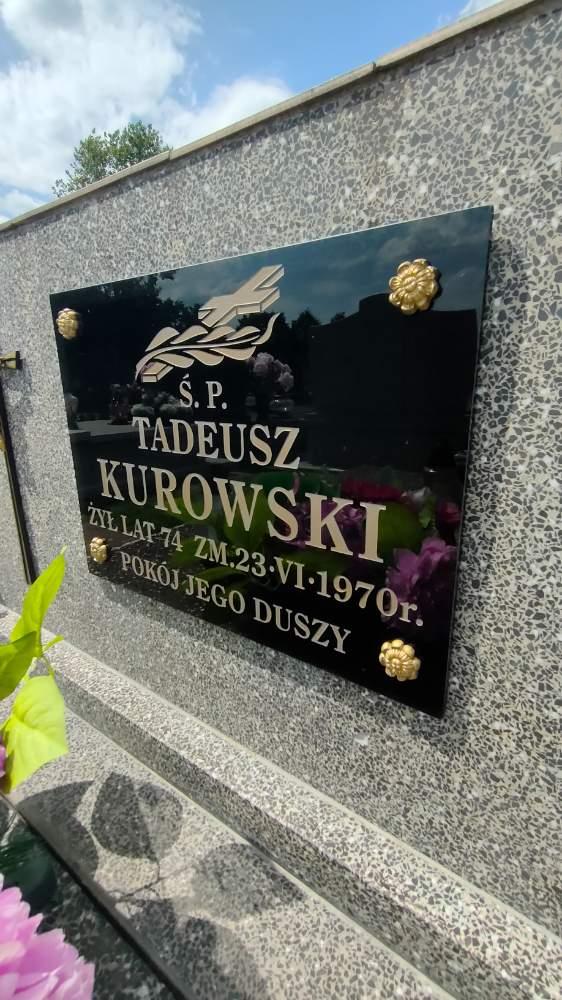 Ś. P.
TADEUSZ
KUROWSKI
ŻYŁ LAT 74 ZM.23·VI·1970r.
POKÓJ JEGO DUSZY